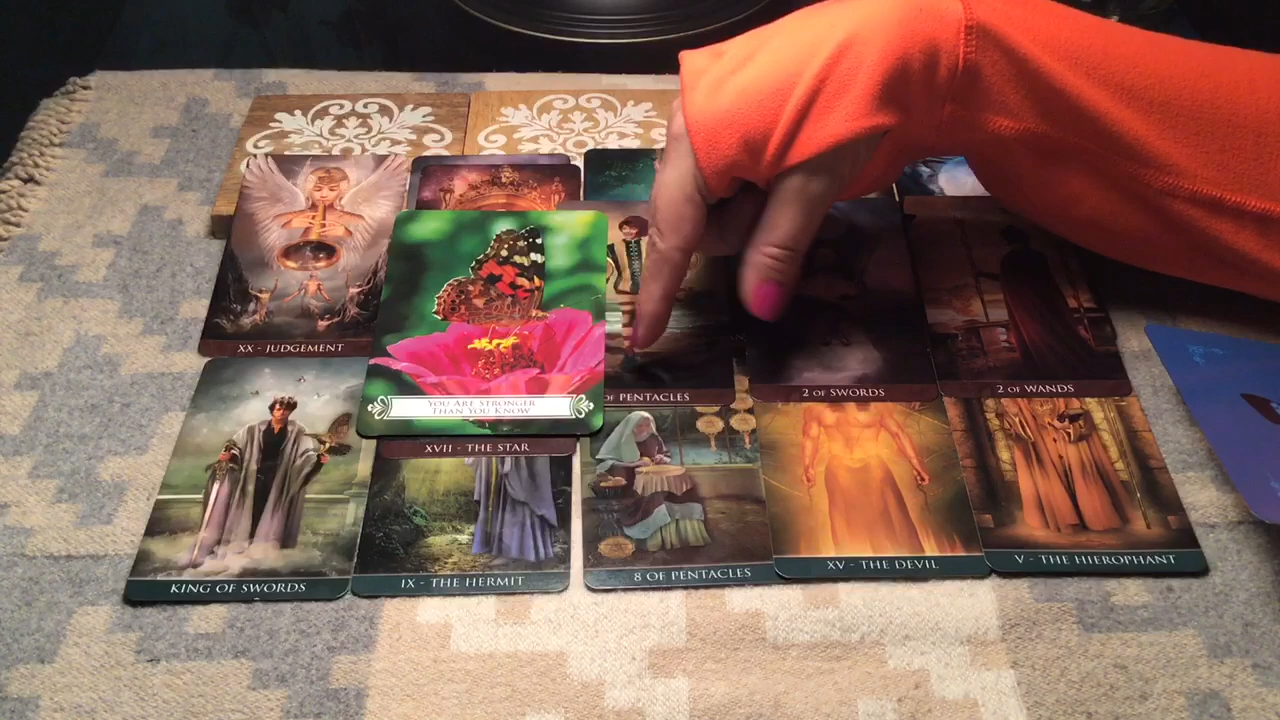 XX - JUDGEMENT
YOU ARE STRONGER
THAN YOU KNOW
OF PENTACLES
2 OF SWORDS
2 OF WANDS
XVII - THE STAR
KING OF SWORDS
IX - THE HERMIT
8 OF PENTACLES
XV - THE DEVIL
V - THE HIEROPHANT